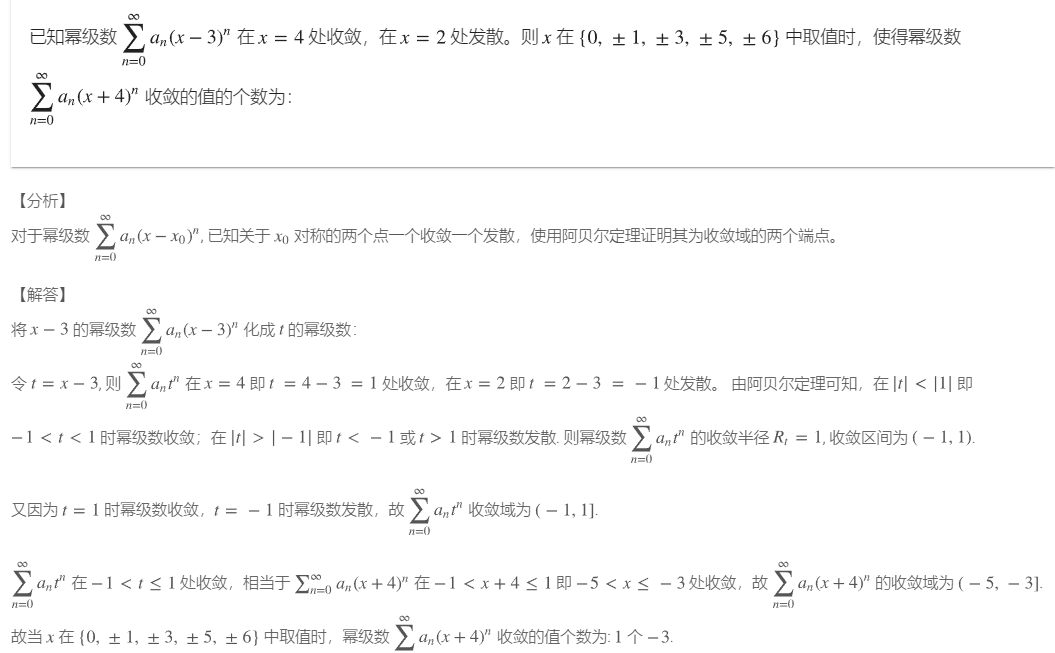 已知幂级数 $\sum_{n=0}^{\infty} a_n(x-3)^n$ 在 $x=4$ 处收敛，在 $x=2$ 处发散。则 $x$ 在 $\{0, \pm 1, \pm 3, \pm 5, \pm 6\}$ 中取值时，使得幂级数
$\sum_{n=0}^{\infty} a_n(x+4)^n$ 收敛的值的个数为：
【分析】
对于幂级数 $\sum_{n=0}^{\infty} a_n(x-x_0)^n$, 已知关于 $x_0$ 对称的两个点一个收敛一个发散，使用阿贝尔定理证明其为收敛域的两个端点。
【解答】
将 $x-3$ 的幂级数 $\sum_{n=0}^{\infty} a_n(x-3)^n$ 化成 $t$ 的幂级数：
令 $t=x-3$, 则 $\sum_{n=0}^{\infty} a_n t^n$ 在 $x=4$ 即 $t=4-3=1$ 处收敛，在 $x=2$ 即 $t=2-3=-1$ 处发散。 由阿贝尔定理可知，在 $|t|<|1|$ 即
$-1<t<1$ 时幂级数收敛；在 $|t|>|-1|$ 即 $t<-1$ 或 $t>1$ 时幂级数发散. 则幂级数 $\sum_{n=0}^{\infty} a_n t^n$ 的收敛半径 $R_t=1$, 收敛区间为 $(-1,1)$.
又因为 $t=1$ 时幂级数收敛，$t=-1$ 时幂级数发散，故 $\sum_{n=0}^{\infty} a_n t^n$ 收敛域为 $(-1,1]$.
$\sum_{n=0}^{\infty} a_n t^n$ 在 $-1<t\leq 1$ 处收敛，相当于 $\sum_{n=0}^{\infty} a_n(x+4)^n$ 在 $-1<x+4\leq 1$ 即 $-5<x\leq -3$ 处收敛，故 $\sum_{n=0}^{\infty} a_n(x+4)^n$ 的收敛域为 $(-5,-3]$.
故当 $x$ 在 $\{0, \pm 1, \pm 3, \pm 5, \pm 6\}$ 中取值时，幂级数 $\sum_{n=0}^{\infty} a_n(x+4)^n$ 收敛的值个数为: 1 个 $-3$.